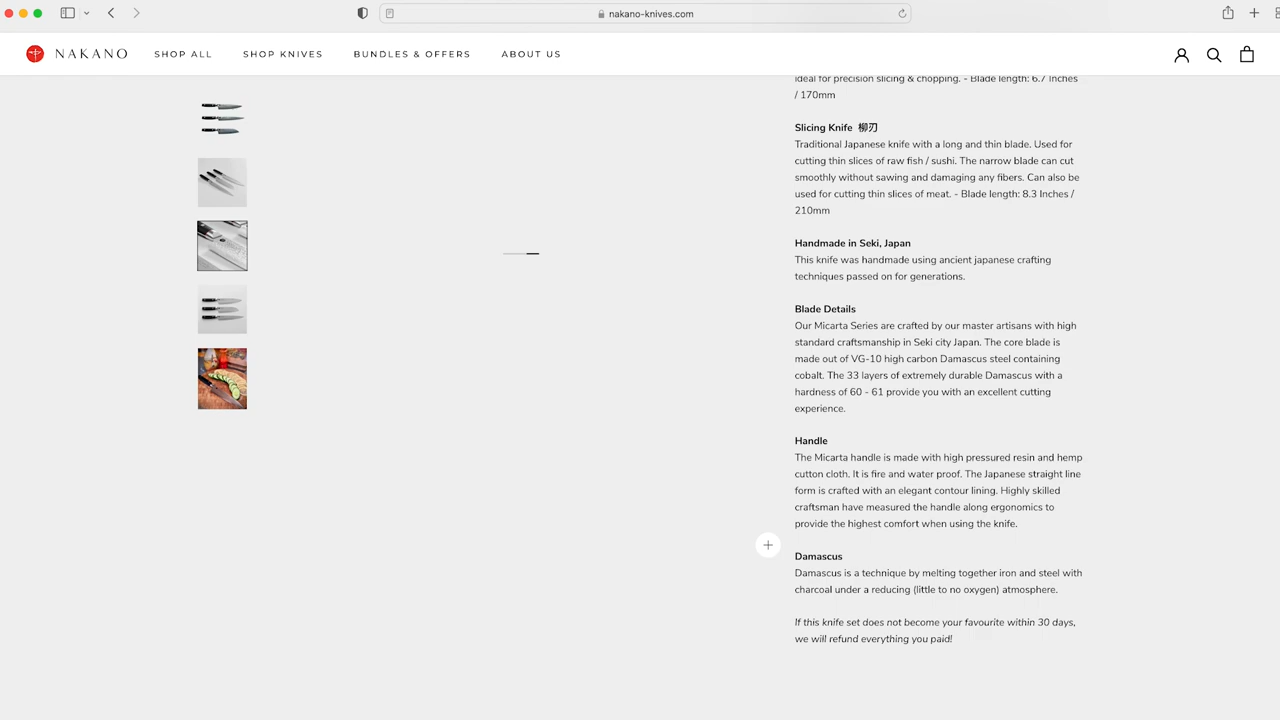 nakano-knives.com
NAKANO
SHOP ALL
SHOP KNIVES
BUNDLES & OFFERS
ABOUT US
ideal for precision slicing & chopping. - Blade length: 6.7 Inches
/ 170mm
Slicing Knife 柳刃
Traditional Japanese knife with a long and thin blade. Used for
cutting thin slices of raw fish / sushi. The narrow blade can cut
smoothly without sawing and damaging any fibers. Can also be
used for cutting thin slices of meat. - Blade length: 8.3 Inches /
210mm
Handmade in Seki, Japan
This knife was handmade using ancient japanese crafting
techniques passed on for generations.
Blade Details
Our Micarta Series are crafted by our master artisans with high
standard craftsmanship in Seki city Japan. The core blade is
made out of VG-10 high carbon Damascus steel containing
cobalt. The 33 layers of extremely durable Damascus with a
hardness of 60 - 61 provide you with an excellent cutting
experience.
Handle
The Micarta handle is made with high pressured resin and hemp
cutton cloth. It is fire and water proof. The Japanese straight line
form is crafted with an elegant contour lining. Highly skilled
craftsman have measured the handle along ergonomics to
provide the highest comfort when using the knife.
Damascus
Damascus is a technique by melting together iron and steel with
charcoal under a reducing (little to no oxygen) atmosphere.
If this knife set does not become your favourite within 30 days,
we will refund everything you paid!